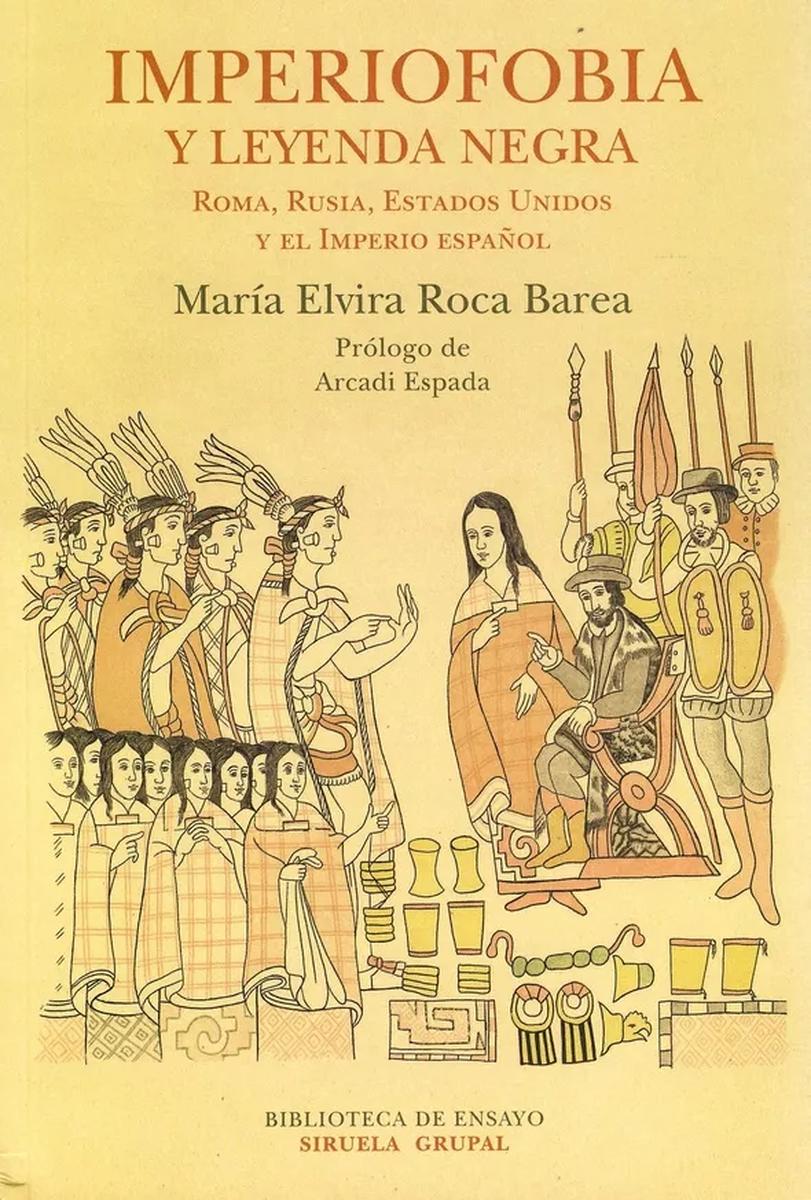 IMPERIOFOBIA
Y LEYENDA NEGRA
ROMA, RUSIA, ESTADOS UNIDOS
Y EL IMPERIO ESPAÑOL
María Elvira Roca Barea
Prólogo de
Arcadi Espada
BIBLIOTECA DE ENSAYO
SIRUELA GRUPAL